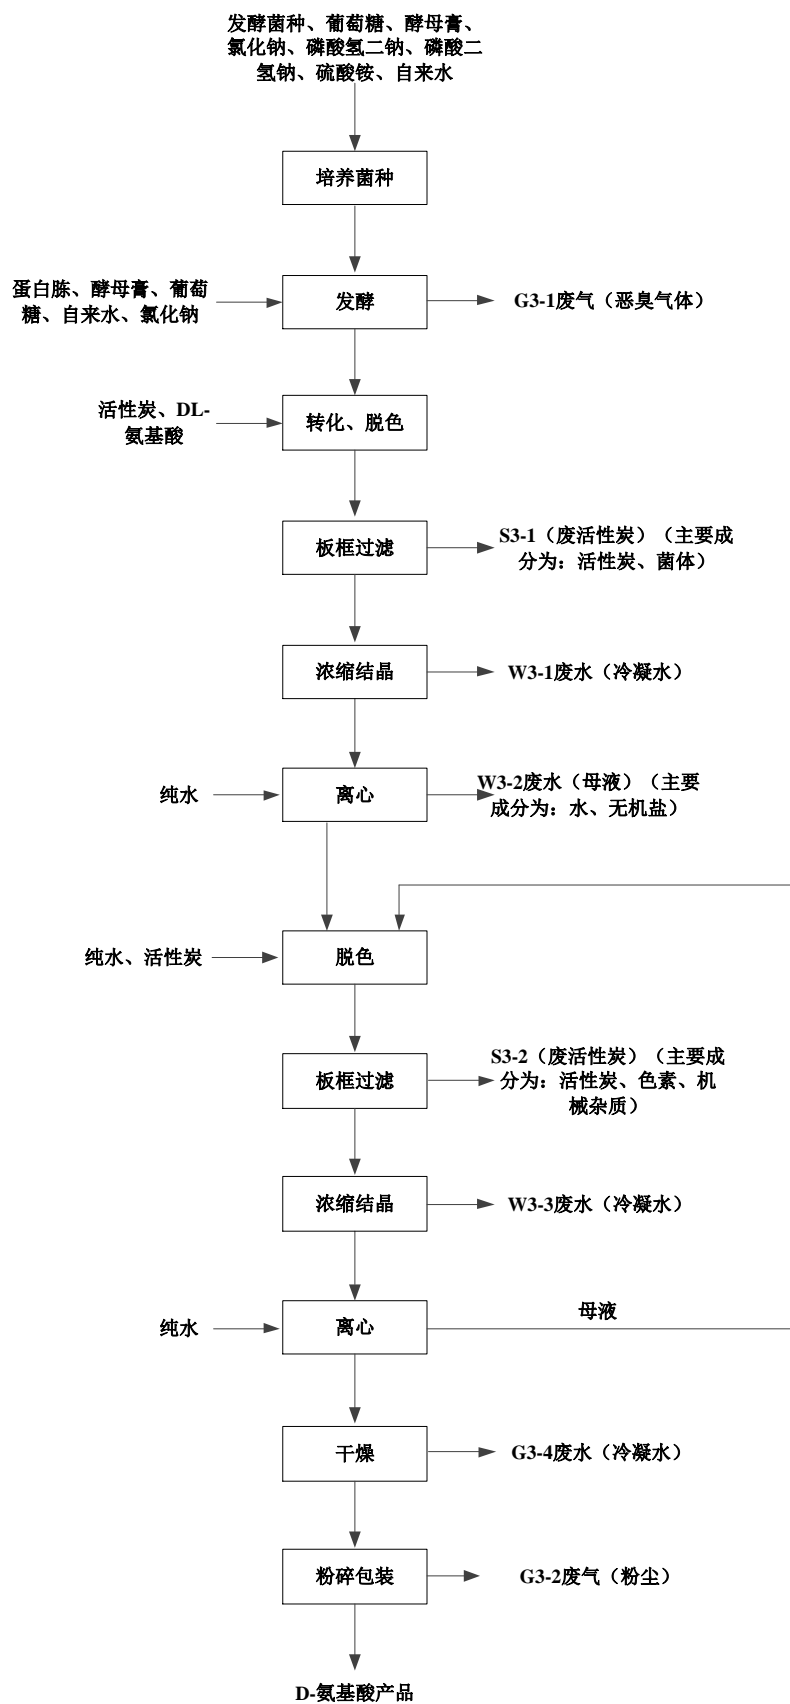 发酵菌种、葡萄糖、酵母膏、
氯化钠、磷酸氢二钠、磷酸二
氢钠、硫酸铵、自来水
培养菌种
蛋白胨、酵母膏、葡萄
糖、自来水、氯化钠
发酵
G3-1废气（恶臭气体）
活性炭、DL-
氨基酸
转化、脱色
板框过滤
S3-1（废活性炭）（主要成
分为：活性炭、菌体）
浓缩结晶
W3-1废水（冷凝水）
纯水
离心
W3-2废水（母液）（主要
成分为：水、无机盐）
纯水、活性炭
脱色
板框过滤
S3-2（废活性炭）（主要成
分为：活性炭、色素、机
械杂质）
浓缩结晶
W3-3废水（冷凝水）
纯水
离心
母液
干燥
G3-4废水（冷凝水）
粉碎包装
G3-2废气（粉尘）
D-氨基酸产品